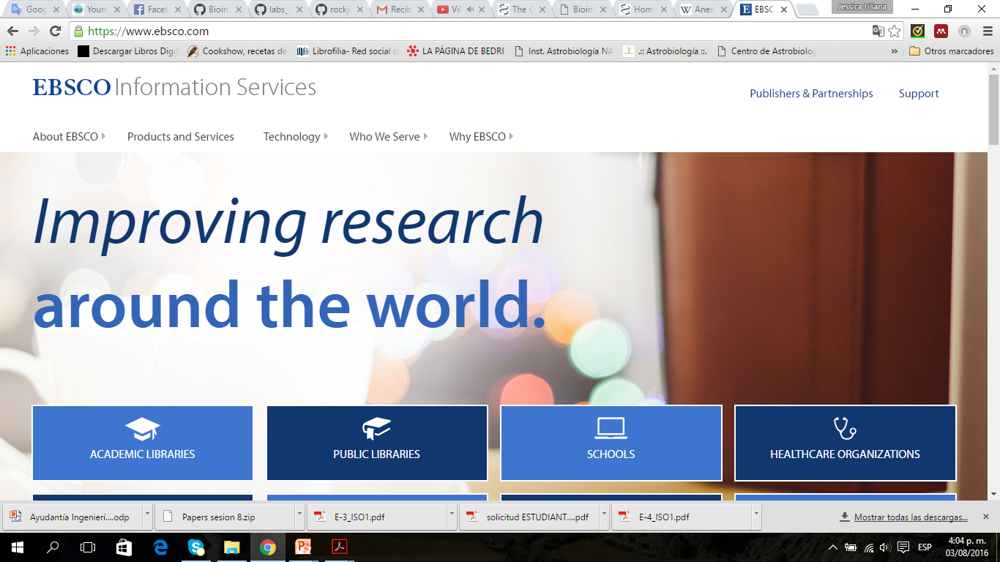 Goog
Youn
Faceb
Bioin
labs_
rockj
Recib
Vil
The C
Bioin
Hom
Anex
EBSC
Jessica Liliana
https://www.ebsco.com
Aplicaciones
Descargar Libros Digit
Cookshow, recetas de
Librofilia- Red social d
LA PÁGINA DE BEDRI
Inst. Astrobiología NA
.:: Astrobiología ::.
Centro de Astrobiolog
»
Otros marcadores
EBSCO Information Services
Publishers & Partnerships
Support
About EBSCO
Products and Services
Technology
Who We Serve
Why EBSCO
Improving research
around the world.
ACADEMIC LIBRARIES
PUBLIC LIBRARIES
SCHOOLS
HEALTHCARE ORGANIZATIONS
Ayudantía Ingenierí....odp
Papers sesion 8.zip
E-3_ISO1.pdf
solicitud ESTUDIANT....pdf
E-4_ISO1.pdf
Mostrar todas las descargas...
ESP
4:04 p. m.
03/08/2016